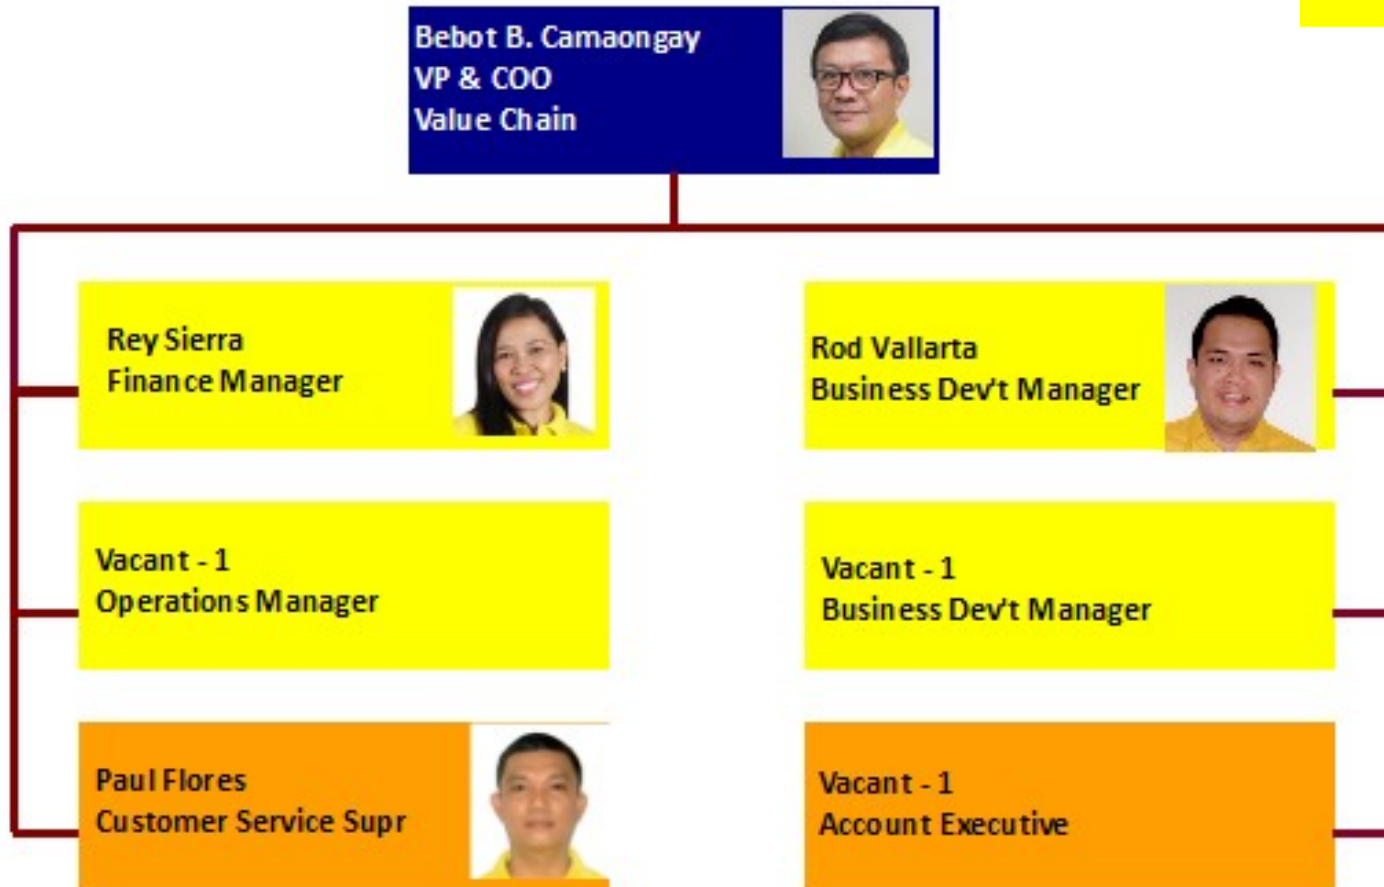 Bebot B. Camaongay
VP & COO
Value Chain
Rey Sierra
Finance Manager
Rod Vallarta
Business Dev't Manager
Vacant - 1
Operations Manager
Vacant - 1
Business Dev't Manager
Paul Flores
Customer Service Supr
Vacant - 1
Account Executive